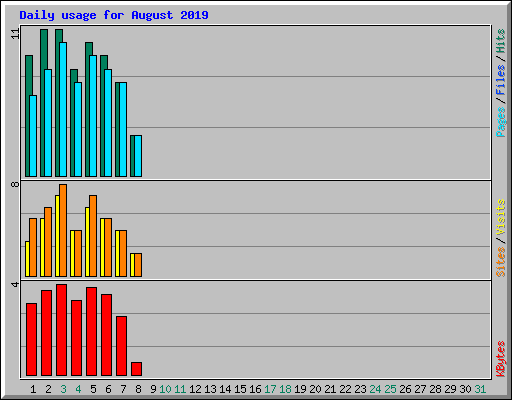 Daily usage for August 2019
11
8
4
Pages/Files/Hits
Sites/Visits
KBytes
1 2 3 4 5 6 7 8 9 10 11 12 13 14 15 16 17 18 19 20 21 22 23 24 25 26 27 28 29 30 31